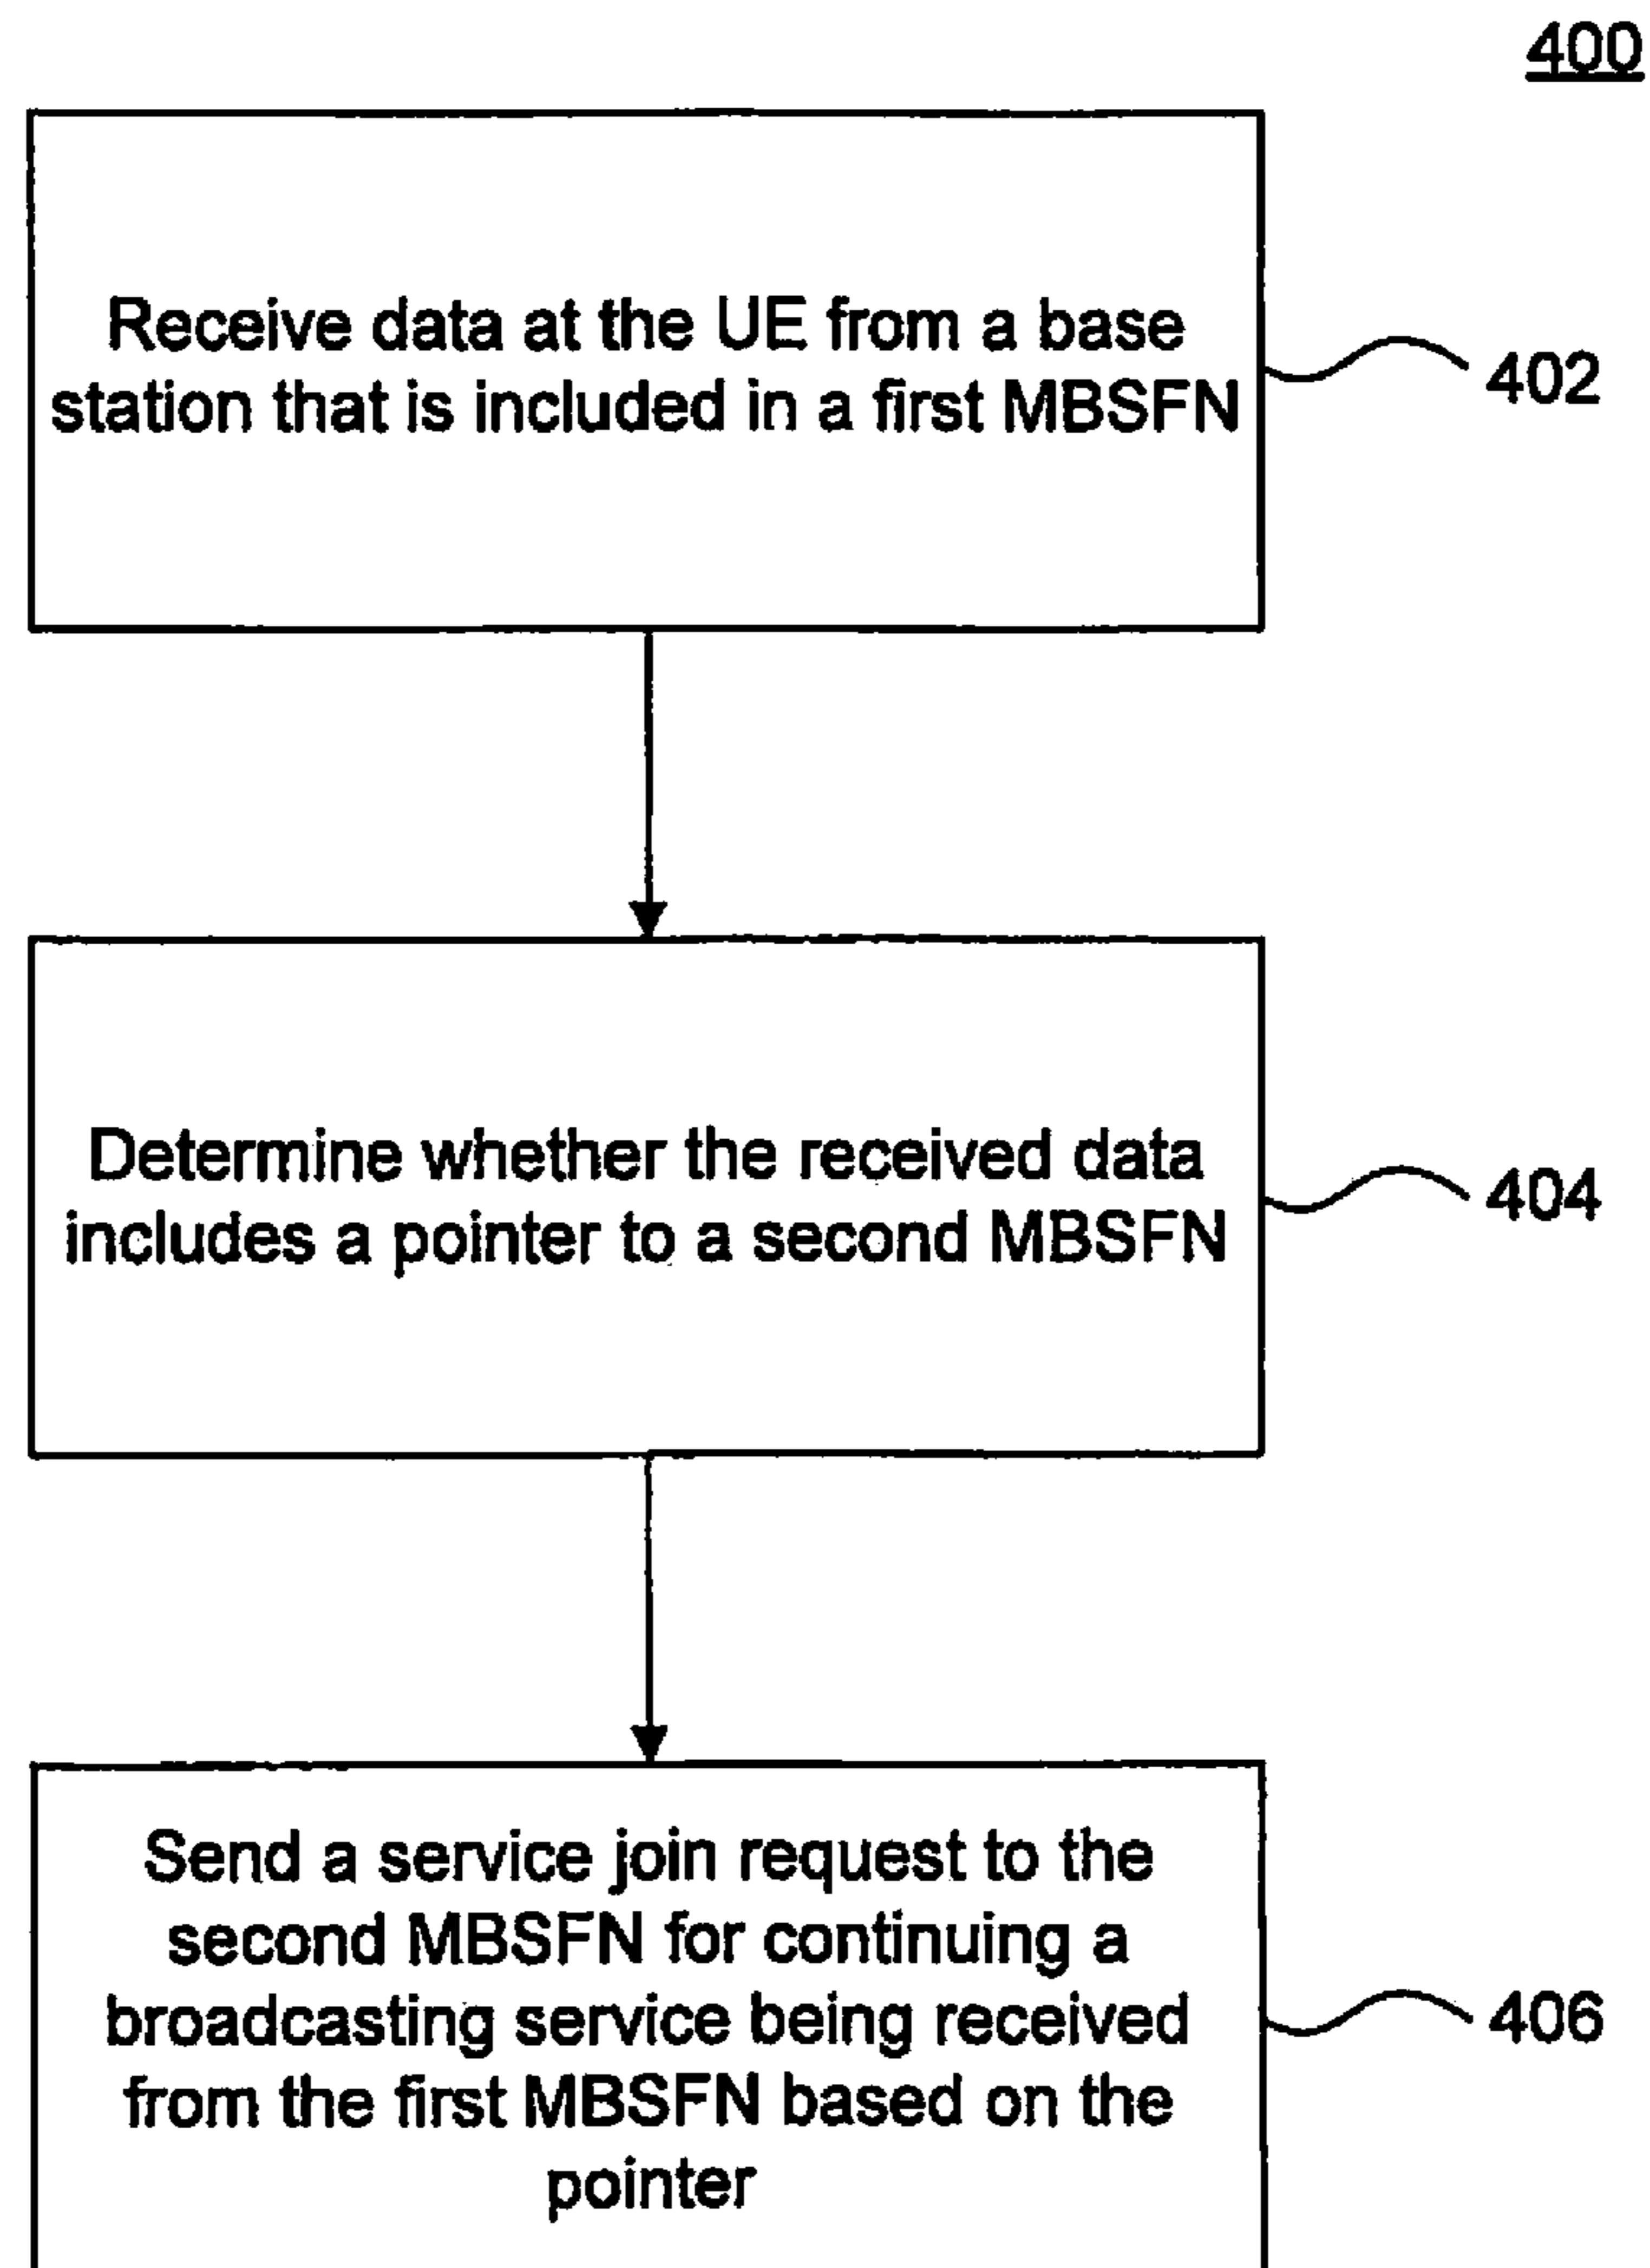 400
Receive data at the UE from a base
station that is included in a first MBSFN
402
Determine whether the received data
includes a pointer to a second MBSFN
404
Send a service join request to the
second MBSFN for continuing a
broadcasting service being received
from the first MBSFN based on the
pointer
406